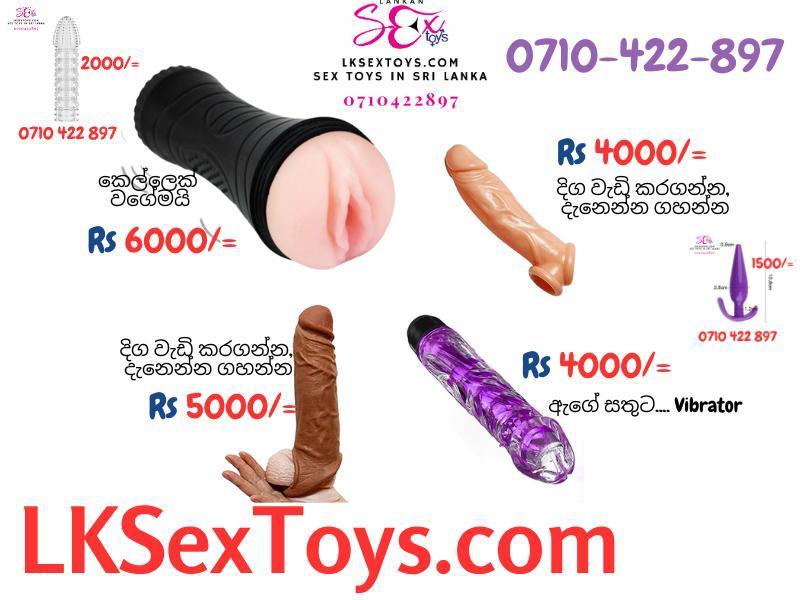 LANKAN
SEx
toys
LKSEXTOYS.COM
SEX TOYS IN SRI LANKA
0710422897
0710-422-897
2000/=
0710 422 897
කෙල්ලෙක්
වගේමයි
Rs 6000/=
Rs 4000/=
දිග වැඩි කරගන්න,
දැනෙන්න ගහන්න
1500/=
0710 422 897
දිග වැඩි කරගන්න,
දැනෙන්න ගහන්න
Rs 5000/=
Rs 4000/=
ඇගේ සතුට.... Vibrator
LKSexToys.com